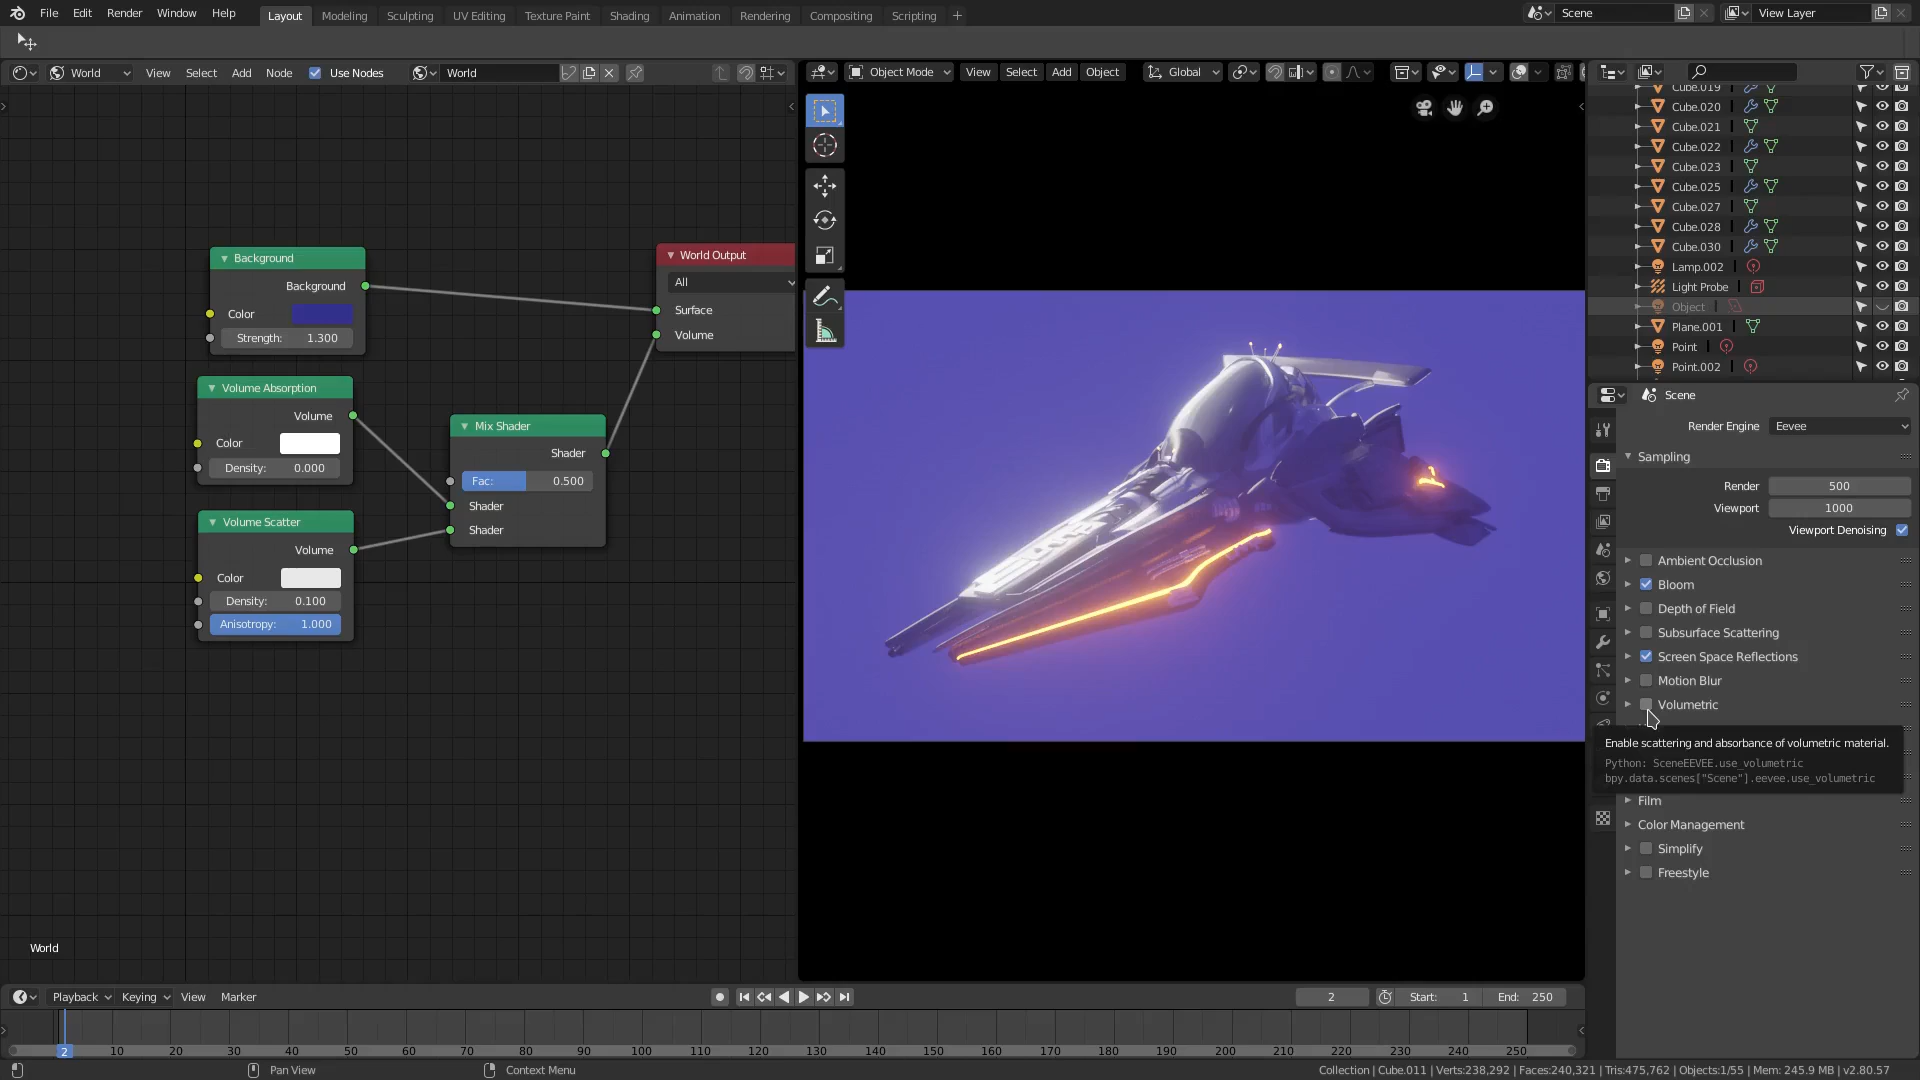 File Edit Render Window Help Layout Modeling Sculpting UV Editing Texture Paint Shading Animation Rendering Compositing Scripting + Scene View Layer
World View Select Add Node Use Nodes World
Object Mode View Select Add Object Global
Background
Background
Color
Strength: 1.300
Volume Absorption
Volume
Color
Density: 0.000
Volume Scatter
Volume
Color
Density: 0.100
Anisotropy: 1.000
Mix Shader
Shader
Fac: 0.500
Shader
Shader
World Output
All
Surface
Volume
World
Cube.019
Cube.020
Cube.021
Cube.022
Cube.023
Cube.025
Cube.027
Cube.028
Cube.030
Lamp.002
Light Probe
Object
Plane.001
Point
Point.002
Scene
Render Engine Eevee
Sampling
Render 500
Viewport 1000
Viewport Denoising
Ambient Occlusion
Bloom
Depth of Field
Subsurface Scattering
Screen Space Reflections
Motion Blur
Volumetric
Enable scattering and absorbance of volumetric material.
Python: SceneEEVEE.use_volumetric
bpy.data.scenes["Scene"].eevee.use_volumetric
Film
Color Management
Simplify
Freestyle
Playback Keying View Marker 2 Start: 1 End: 250
2 10 20 30 40 50 60 70 80 90 100 110 120 130 140 150 160 170 180 190 200 210 220 230 240 250
Pan View Context Menu Collection | Cube.011 | Verts:238,292 | Faces:240,321 | Tris:475,762 | Objects:1/55 | Mem: 245.9 MB | v2.80.57